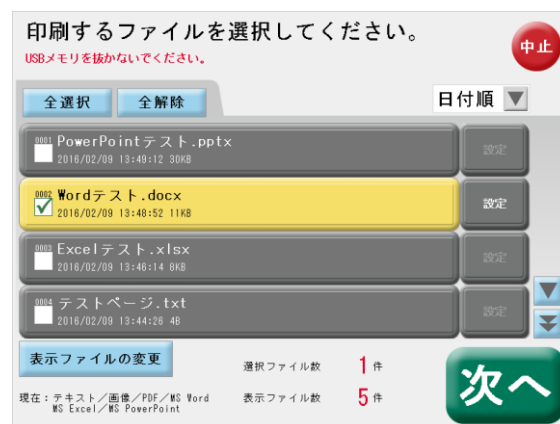 印刷するファイルを選択してください。
USBメモリを抜かないでください。
中止
全選択
全解除
日付順
0001 PowerPointテスト.pptx
2016/02/09 13:49:12 30KB
設定
0002 Wordテスト.docx
2016/02/09 13:48:52 11KB
設定
0003 Excelテスト.xlsx
2016/02/09 13:46:14 8KB
設定
0004 テストページ.txt
2016/02/09 13:44:26 4B
設定
表示ファイルの変更
選択ファイル数 1 件
現在:テキスト/画像/PDF/MS Word
MS Excel/MS PowerPoint
表示ファイル数 5 件
次へ